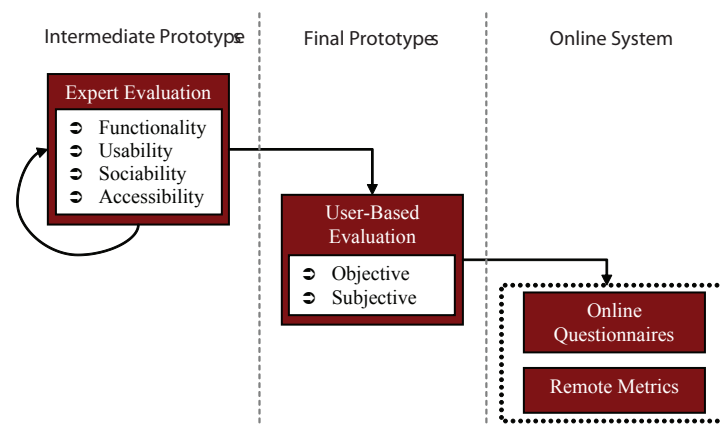 Intermediate Prototypes
Final Prototypes
Online System
Expert Evaluation
➲ Functionality
➲ Usability
➲ Sociability
➲ Accessibility
User-Based
Evaluation
➲ Objective
➲ Subjective
Online
Questionnaires
Remote Metrics